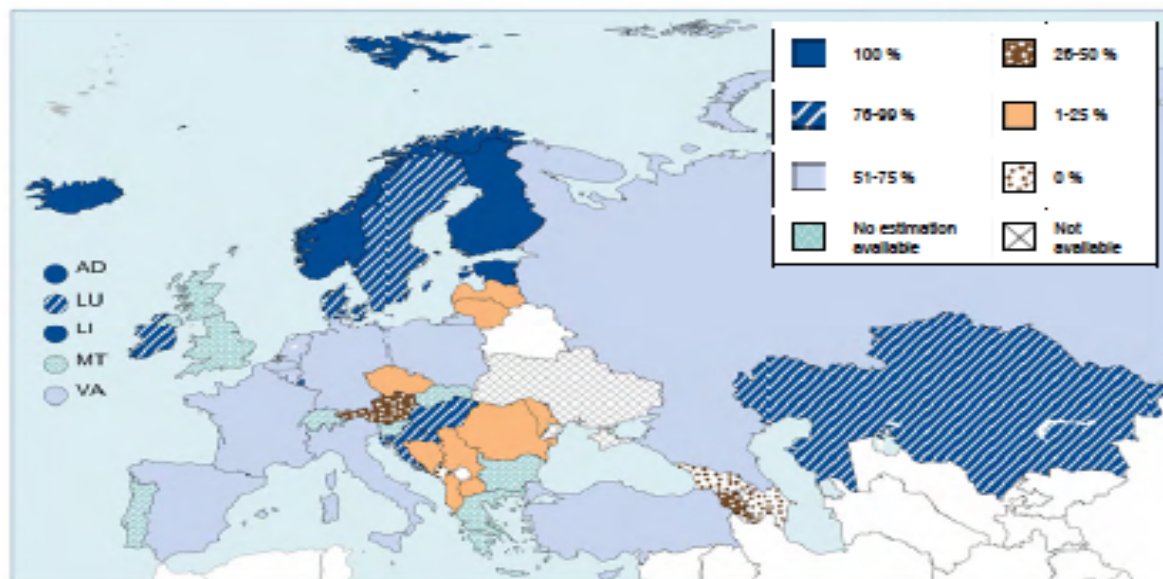 100 %
26-50 %
76-99 %
1-25 %
51-75 %
0 %
No estimation
available
Not
available
AD
LU
LI
MT
VA